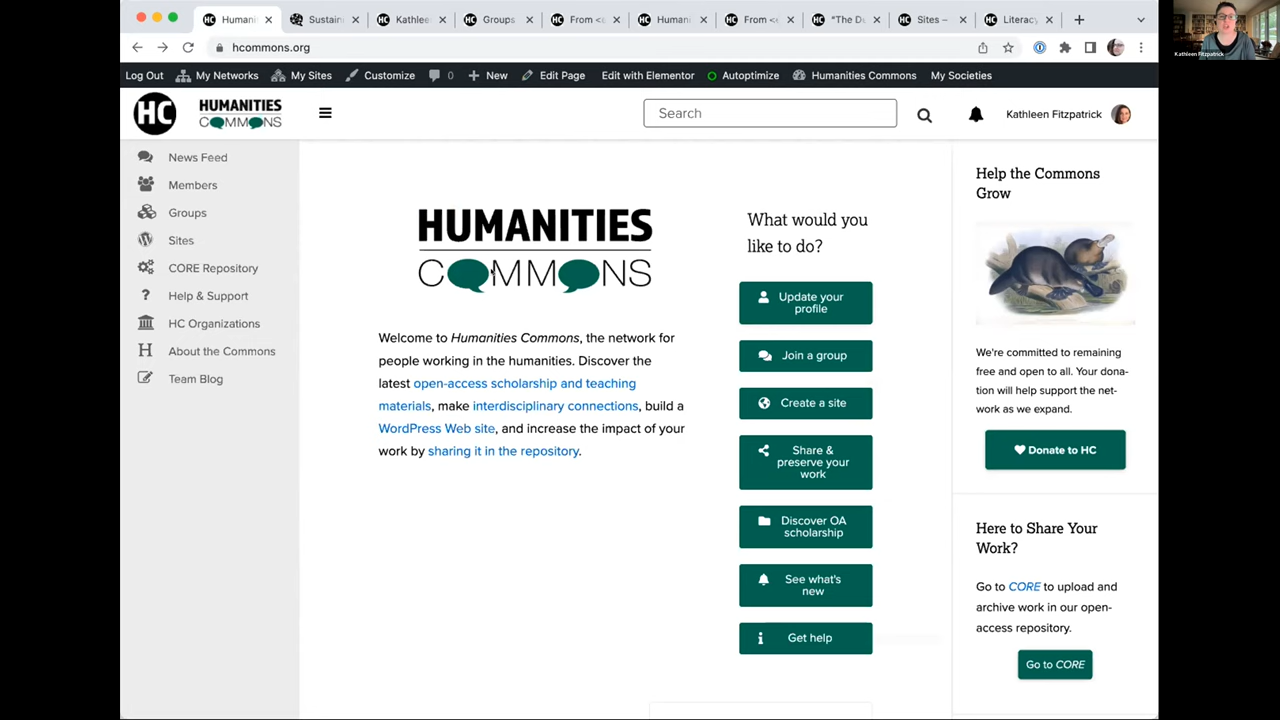 Humani
Sustain
Kathlee
Groups
From <e
Humani
From <e
"The Du
Sites –
Literacy
hcommons.org
Log Out
My Networks
My Sites
Customize
0
New
Edit Page
Edit with Elementor
Autoptimize
Humanities Commons
My Societies
HC
HUMANITIES
COMMONS
Search
Kathleen Fitzpatrick
News Feed
Members
Groups
Sites
CORE Repository
Help & Support
HC Organizations
About the Commons
Team Blog
HUMANITIES
COMMONS
Welcome to Humanities Commons, the network for
people working in the humanities. Discover the
latest open-access scholarship and teaching
materials, make interdisciplinary connections, build a
WordPress Web site, and increase the impact of your
work by sharing it in the repository.
What would you
like to do?
Update your
profile
Join a group
Create a site
Share &
preserve your
work
Discover OA
scholarship
See what's
new
Get help
Help the Commons
Grow
We're committed to remaining
free and open to all. Your dona-
tion will help support the net-
work as we expand.
Donate to HC
Here to Share Your
Work?
Go to CORE to upload and
archive work in our open-
access repository.
Go to CORE
Kathleen Fitzpatrick